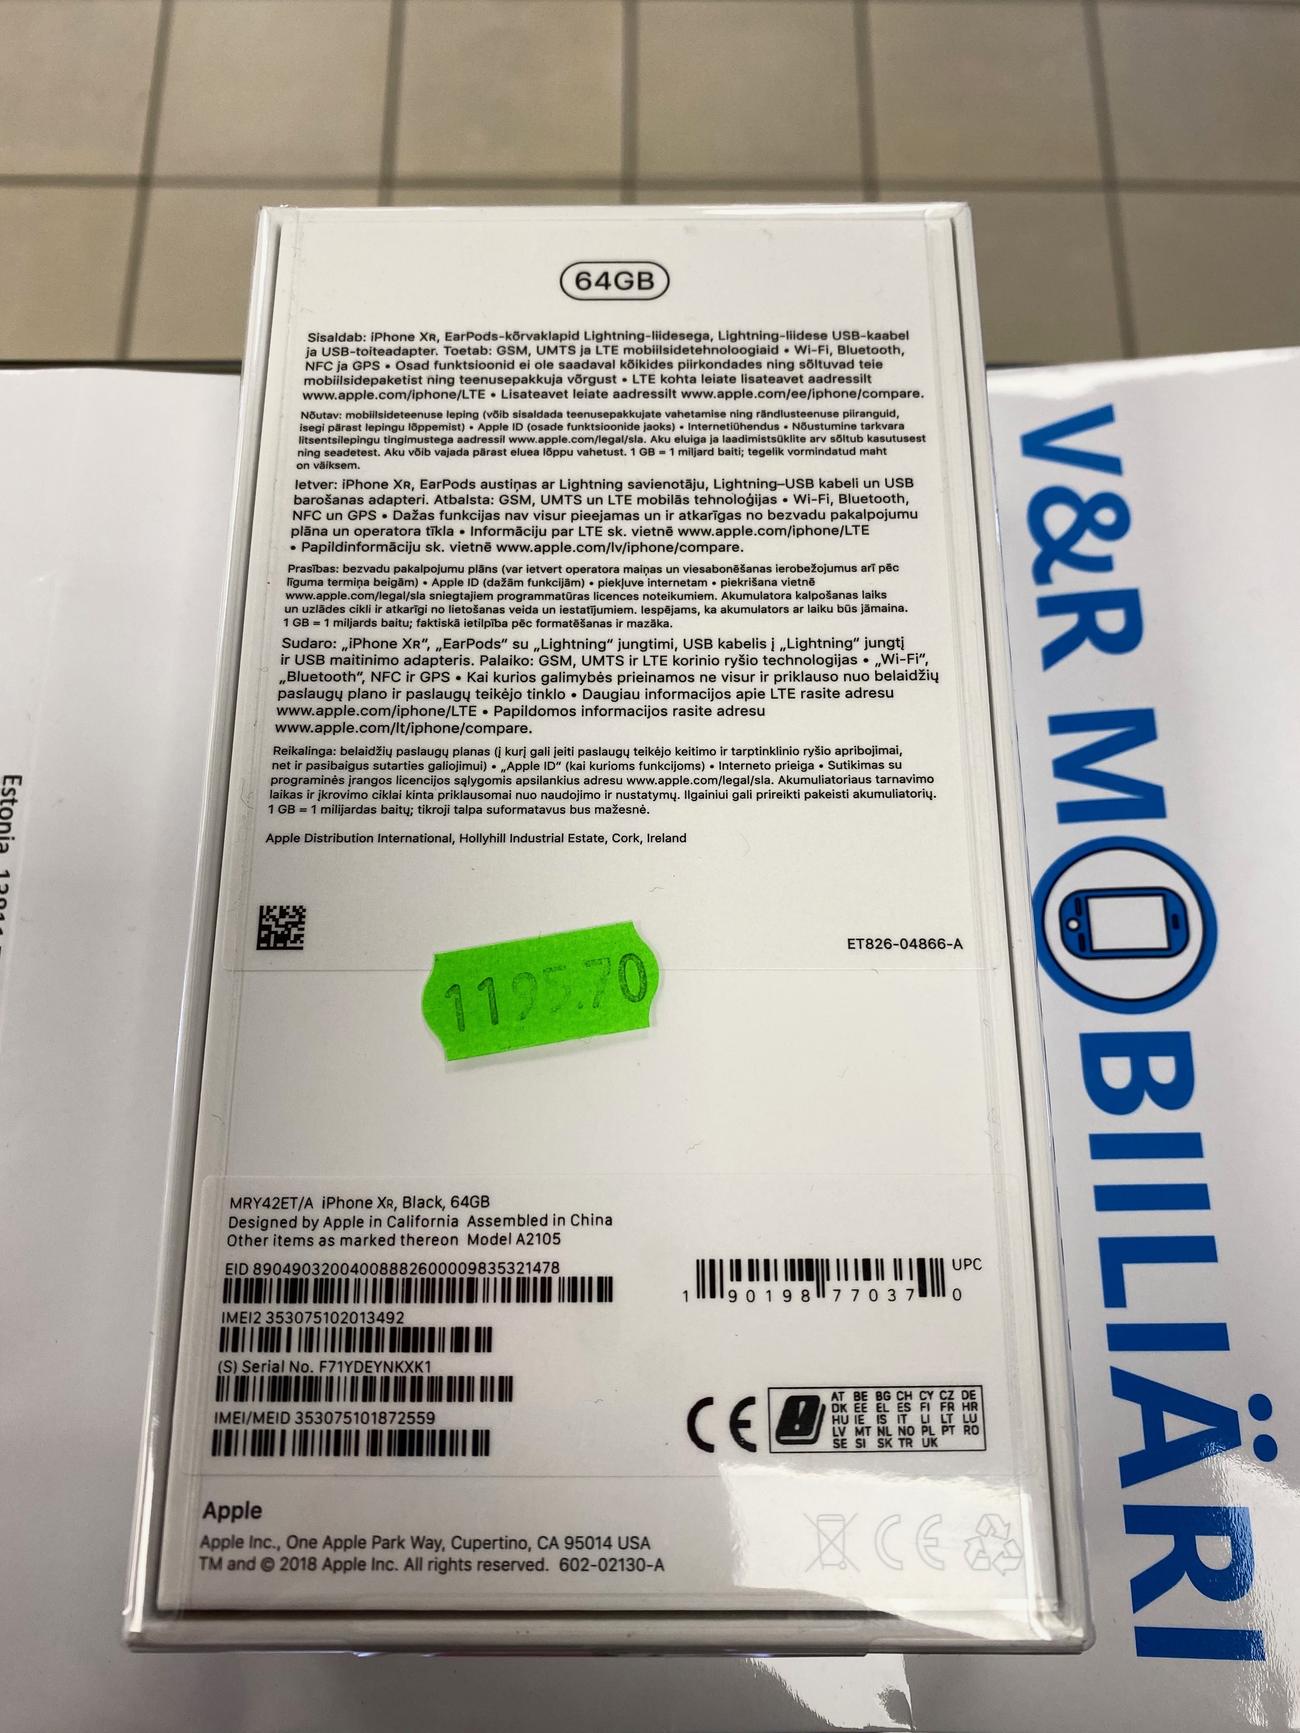 64GB
Sisaldab: iPhone XR, EarPods-kõrvaklapid Lightning-liidesega, Lightning-liidese USB-kaabel
ja USB-toiteadapter. Toetab: GSM, UMTS ja LTE mobiilsidetehnoloogiaid • Wi-Fi, Bluetooth,
NFC ja GPS • Osad funktsioonid ei ole saadaval kõikides piirkondades ning sõltuvad teie
mobiilsidepaketist ning teenusepakkuja võrgust • LTE kohta leiate lisateavet aadressilt
www.apple.com/iphone/LTE • Lisateavet leiate aadressilt www.apple.com/ee/iphone/compare.
Nõutav: mobiilsideteenuse leping (võib sisaldada teenusepakkujate vahetamise ning rändlusteenuse piiranguid,
isegi pärast lepingu lõppemist) • Apple ID (osade funktsioonide jaoks) • Internetiühendus • Nõustumine tarkvara
litsentsilepingu tingimustega aadressil www.apple.com/legal/sla. Aku eluiga ja laadimistsüklite arv sõltub kasutusest
ning seadetest. Aku võib vajada pärast eluea lõppu vahetust. 1 GB = 1 miljard baiti; tegelik vormindatud maht
on väiksem.
Ietver: iPhone XR, EarPods austiņas ar Lightning savienotāju, Lightning–USB kabeli un USB
barošanas adapteri. Atbalsta: GSM, UMTS un LTE mobilās tehnoloģijas • Wi-Fi, Bluetooth,
NFC un GPS • Dažas funkcijas nav visur pieejamas un ir atkarīgas no bezvadu pakalpojumu
plāna un operatora tīkla • Informāciju par LTE sk. vietnē www.apple.com/iphone/LTE
• Papildinformāciju sk. vietnē www.apple.com/lv/iphone/compare.
Prasības: bezvadu pakalpojumu plāns (var ietvert operatora maiņas un viesabonēšanas ierobežojumus arī pēc
līguma termiņa beigām) • Apple ID (dažām funkcijām) • piekļuve internetam • piekrišana vietnē
www.apple.com/legal/sla sniegtajiem programmatūras licences noteikumiem. Akumulatora kalpošanas laiks
un uzlādes cikli ir atkarīgi no lietošanas veida un iestatījumiem. Iespējams, ka akumulators ar laiku būs jāmaina.
1 GB = 1 miljards baitu; faktiskā ietilpība pēc formatēšanas ir mazāka.
Sudaro: „iPhone XR“, „EarPods“ su „Lightning“ jungtimi, USB kabelis į „Lightning“ jungtį
ir USB maitinimo adapteris. Palaiko: GSM, UMTS ir LTE korinio ryšio technologijas • „Wi-Fi“,
„Bluetooth“, NFC ir GPS • Kai kurios galimybės prieinamos ne visur ir priklauso nuo belaidžių
paslaugų plano ir paslaugų teikėjo tinklo • Daugiau informacijos apie LTE rasite adresu
www.apple.com/iphone/LTE • Papildomos informacijos rasite adresu
www.apple.com/lt/iphone/compare.
Reikalinga: belaidžių paslaugų planas (į kurį gali įeiti paslaugų teikėjo keitimo ir tarptinklinio ryšio apribojimai,
net ir pasibaigus sutarties galiojimui) • „Apple ID“ (kai kurioms funkcijoms) • Interneto prieiga • Sutikimas su
programinės įrangos licencijos sąlygomis apsilankius adresu www.apple.com/legal/sla. Akumuliatoriaus tarnavimo
laikas ir įkrovimo ciklai kinta priklausomai nuo naudojimo ir nustatymų. Ilgainiui gali prireikti pakeisti akumuliatorių.
1 GB = 1 milijardas baitų; tikroji talpa suformatavus bus mažesnė.
Apple Distribution International, Hollyhill Industrial Estate, Cork, Ireland
ET826-04866-A
1195.70
MRY42ET/A iPhone XR, Black, 64GB
Designed by Apple in California Assembled in China
Other items as marked thereon Model A2105
EID 89049032004008882600009835321478
IMEI2 353075102013492
(S) Serial No. F71YDEYNKXK1
IMEI/MEID 353075101872559
UPC
1 90198 77037 0
CE
AT BE BG CH CY CZ DE
DK EE EL ES FI FR HR
HU IE IS IT LI LT LU
LV MT NL NO PL PT RO
SE SI SK TR UK
Apple
Apple Inc., One Apple Park Way, Cupertino, CA 95014 USA
TM and © 2018 Apple Inc. All rights reserved. 602-02130-A
CE
V&R MOBIILIÄRI
Estonia